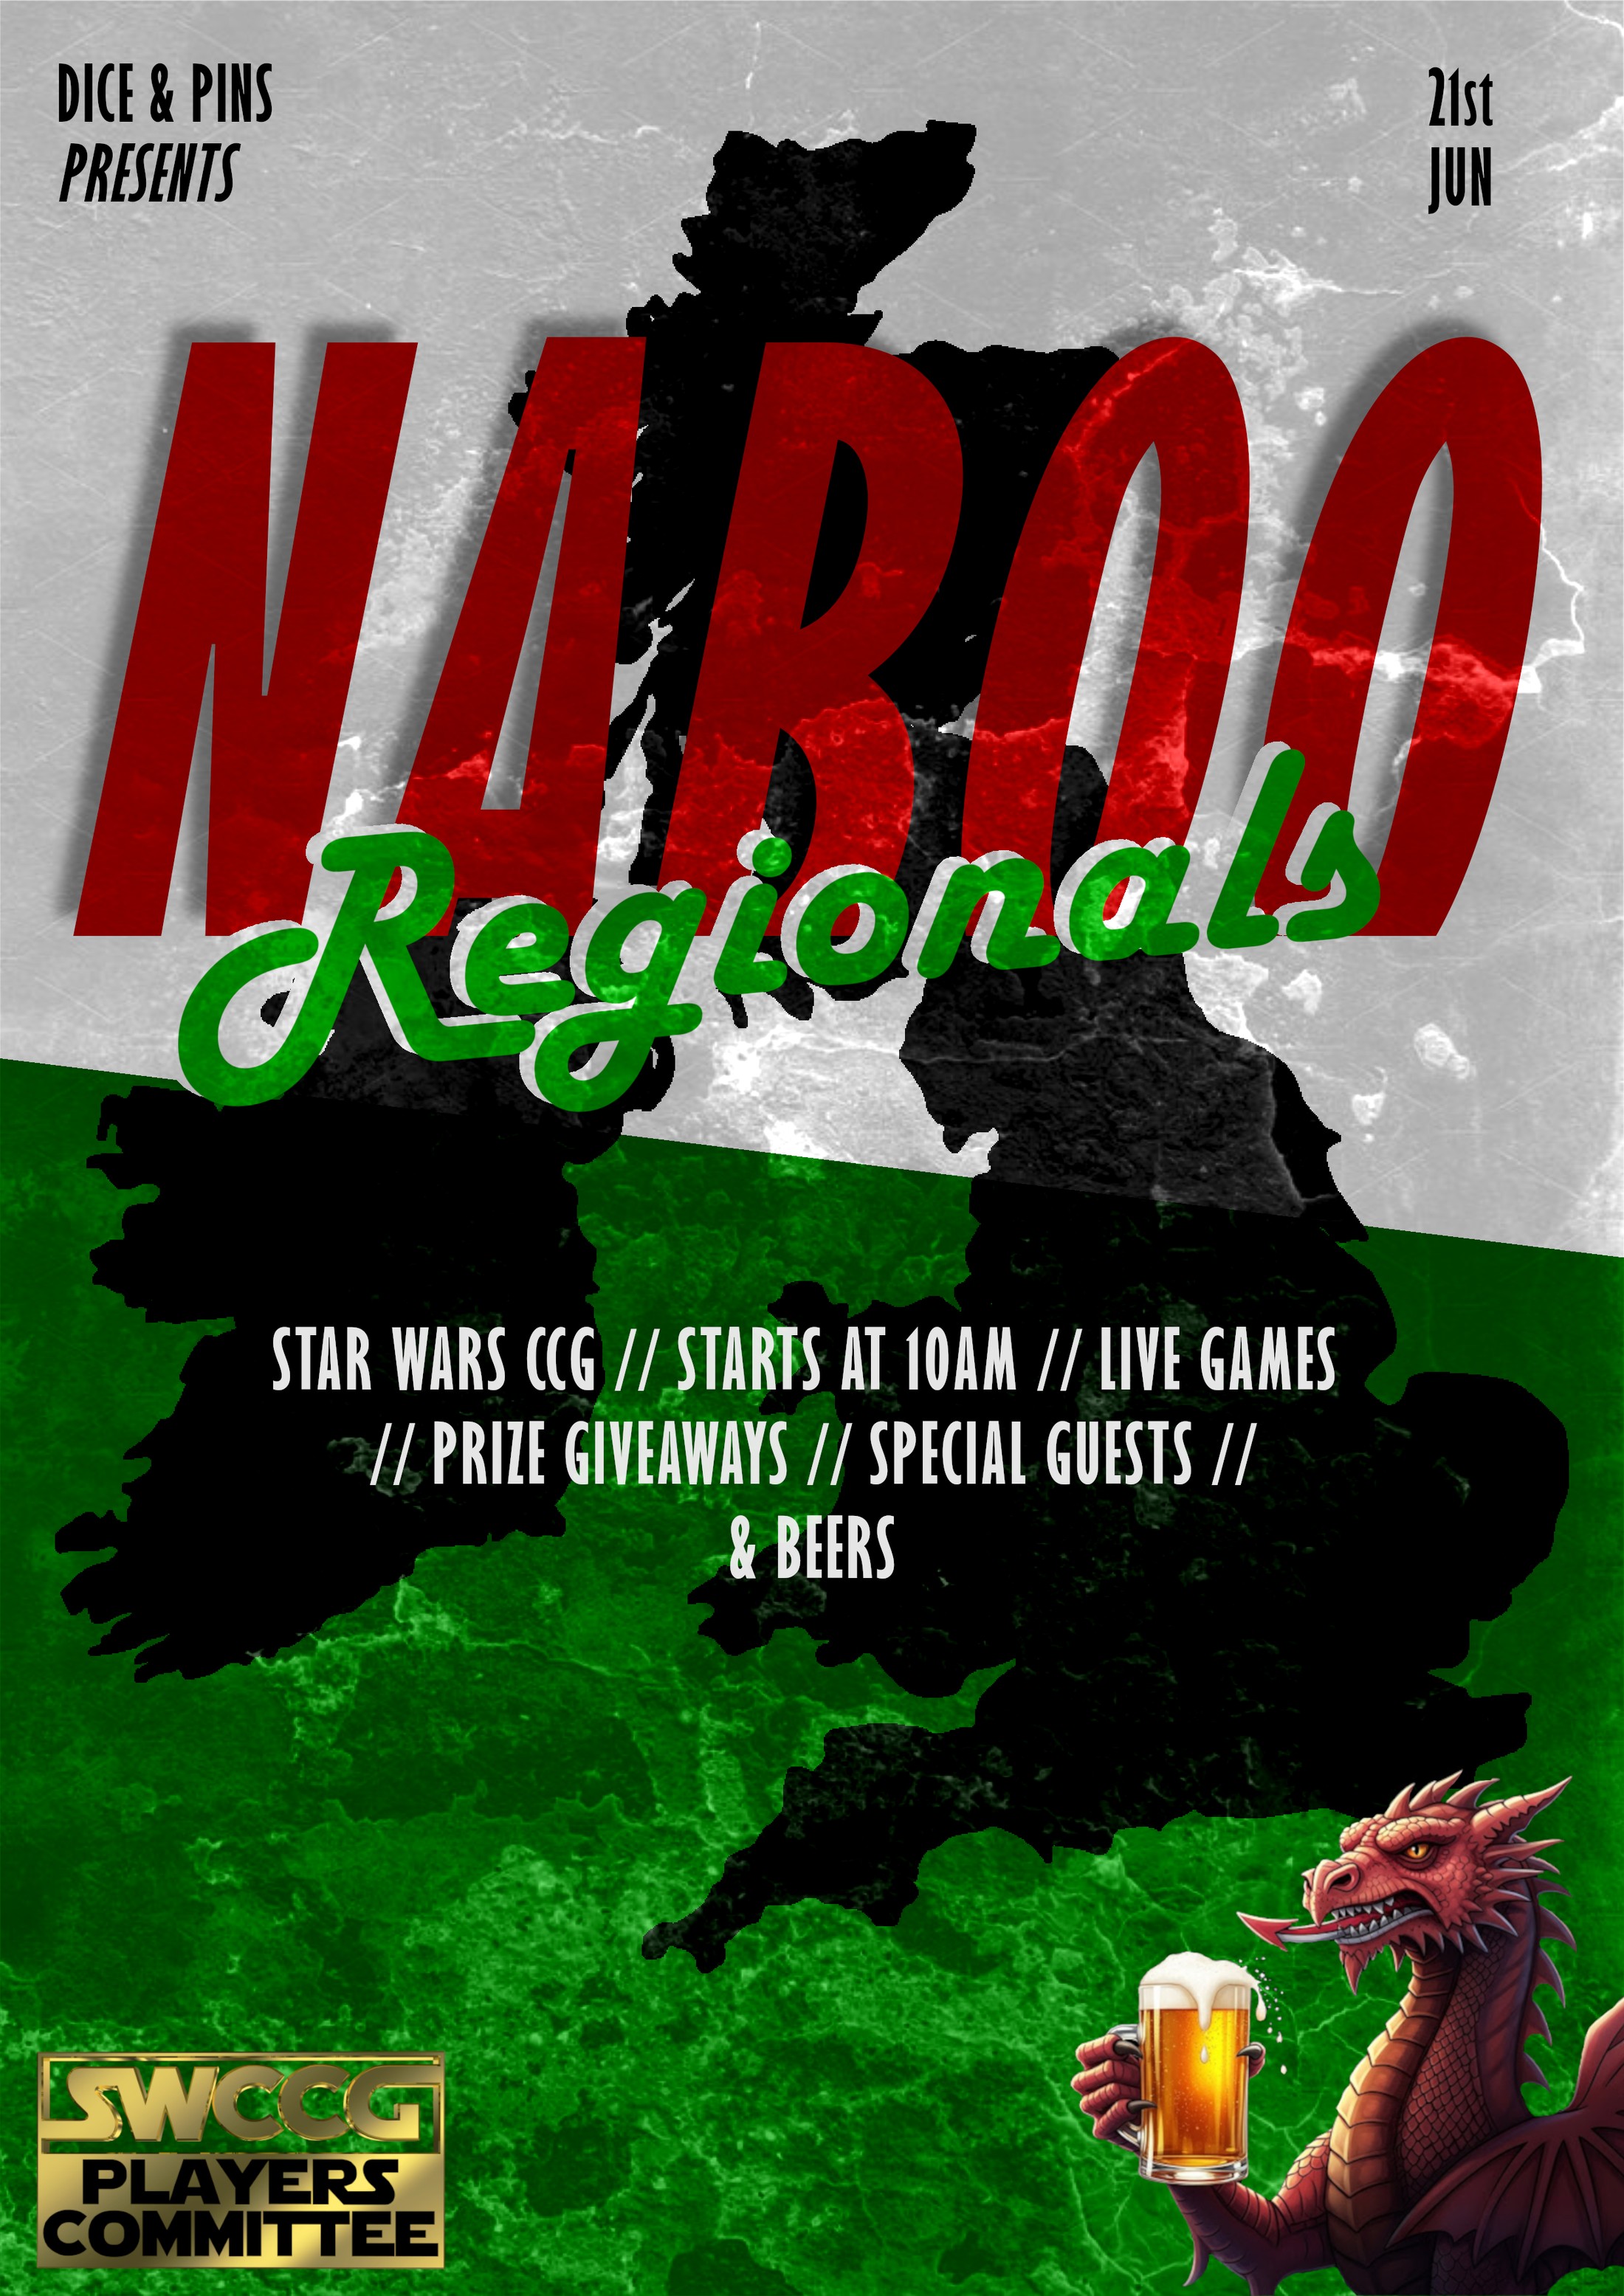 DICE & PINS
PRESENTS
21st
JUN
NABOO
Regionals
STAR WARS CCG // STARTS AT 10AM // LIVE GAMES
// PRIZE GIVEAWAYS // SPECIAL GUESTS //
& BEERS
SWCCG
PLAYERS
COMMITTEE